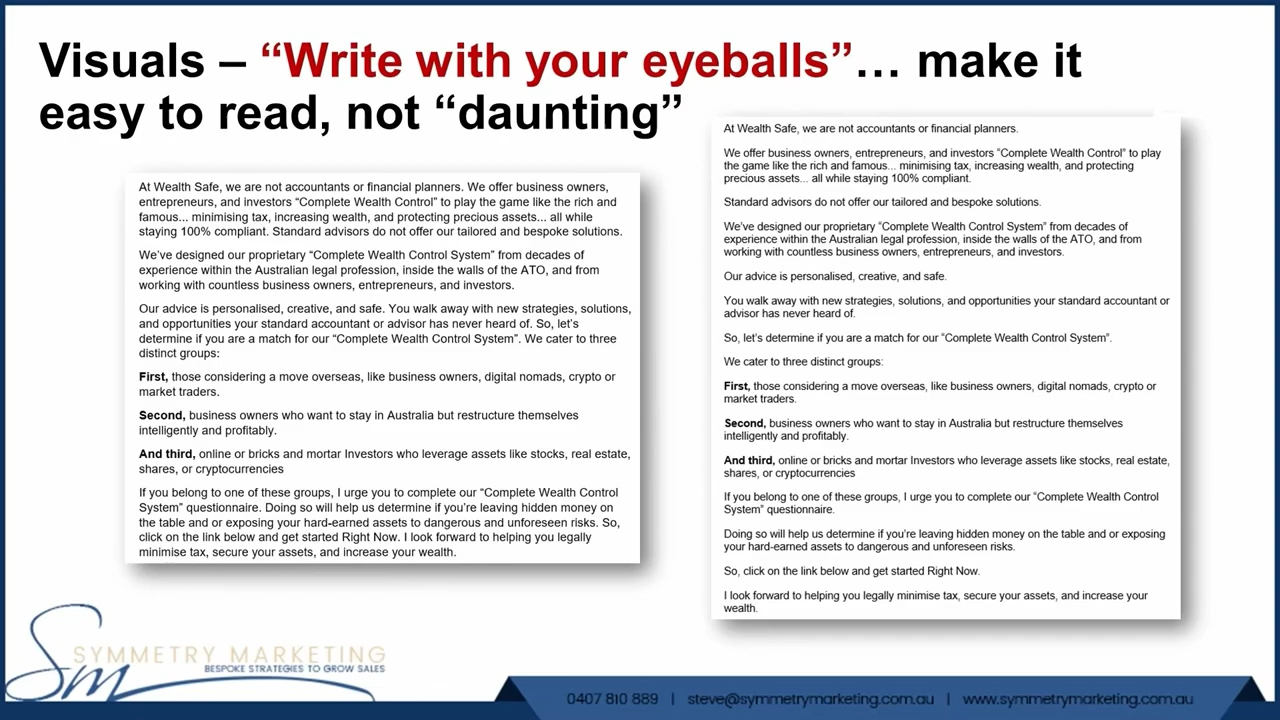 Visuals – “Write with your eyeballs”… make it
easy to read, not “daunting”
At Wealth Safe, we are not accountants or financial planners. We offer business owners,
entrepreneurs, and investors “Complete Wealth Control” to play the game like the rich and
famous... minimising tax, increasing wealth, and protecting precious assets... all while
staying 100% compliant. Standard advisors do not offer our tailored and bespoke solutions.
We’ve designed our proprietary “Complete Wealth Control System” from decades of
experience within the Australian legal profession, inside the walls of the ATO, and from
working with countless business owners, entrepreneurs, and investors.
Our advice is personalised, creative, and safe. You walk away with new strategies, solutions,
and opportunities your standard accountant or advisor has never heard of. So, let’s
determine if you are a match for our “Complete Wealth Control System”. We cater to three
distinct groups:
First, those considering a move overseas, like business owners, digital nomads, crypto or
market traders.
Second, business owners who want to stay in Australia but restructure themselves
intelligently and profitably.
And third, online or bricks and mortar Investors who leverage assets like stocks, real estate,
shares, or cryptocurrencies
If you belong to one of these groups, I urge you to complete our “Complete Wealth Control
System” questionnaire. Doing so will help us determine if you’re leaving hidden money on
the table and or exposing your hard-earned assets to dangerous and unforeseen risks. So,
click on the link below and get started Right Now. I look forward to helping you legally
minimise tax, secure your assets, and increase your wealth.
At Wealth Safe, we are not accountants or financial planners.
We offer business owners, entrepreneurs, and investors “Complete Wealth Control” to play
the game like the rich and famous... minimising tax, increasing wealth, and protecting
precious assets... all while staying 100% compliant.
Standard advisors do not offer our tailored and bespoke solutions.
We’ve designed our proprietary “Complete Wealth Control System” from decades of
experience within the Australian legal profession, inside the walls of the ATO, and from
working with countless business owners, entrepreneurs, and investors.
Our advice is personalised, creative, and safe.
You walk away with new strategies, solutions, and opportunities your standard accountant or
advisor has never heard of.
So, let’s determine if you are a match for our “Complete Wealth Control System”.
We cater to three distinct groups:
First, those considering a move overseas, like business owners, digital nomads, crypto or
market traders.
Second, business owners who want to stay in Australia but restructure themselves
intelligently and profitably.
And third, online or bricks and mortar Investors who leverage assets like stocks, real estate,
shares, or cryptocurrencies
If you belong to one of these groups, I urge you to complete our “Complete Wealth Control
System” questionnaire.
Doing so will help us determine if you’re leaving hidden money on the table and or exposing
your hard-earned assets to dangerous and unforeseen risks.
So, click on the link below and get started Right Now.
I look forward to helping you legally minimise tax, secure your assets, and increase your
wealth.
Sm
SYMMETRY MARKETING
BESPOKE STRATEGIES TO GROW SALES
0407 810 889 | steve@symmetrymarketing.com.au | www.symmetrymarketing.com.au